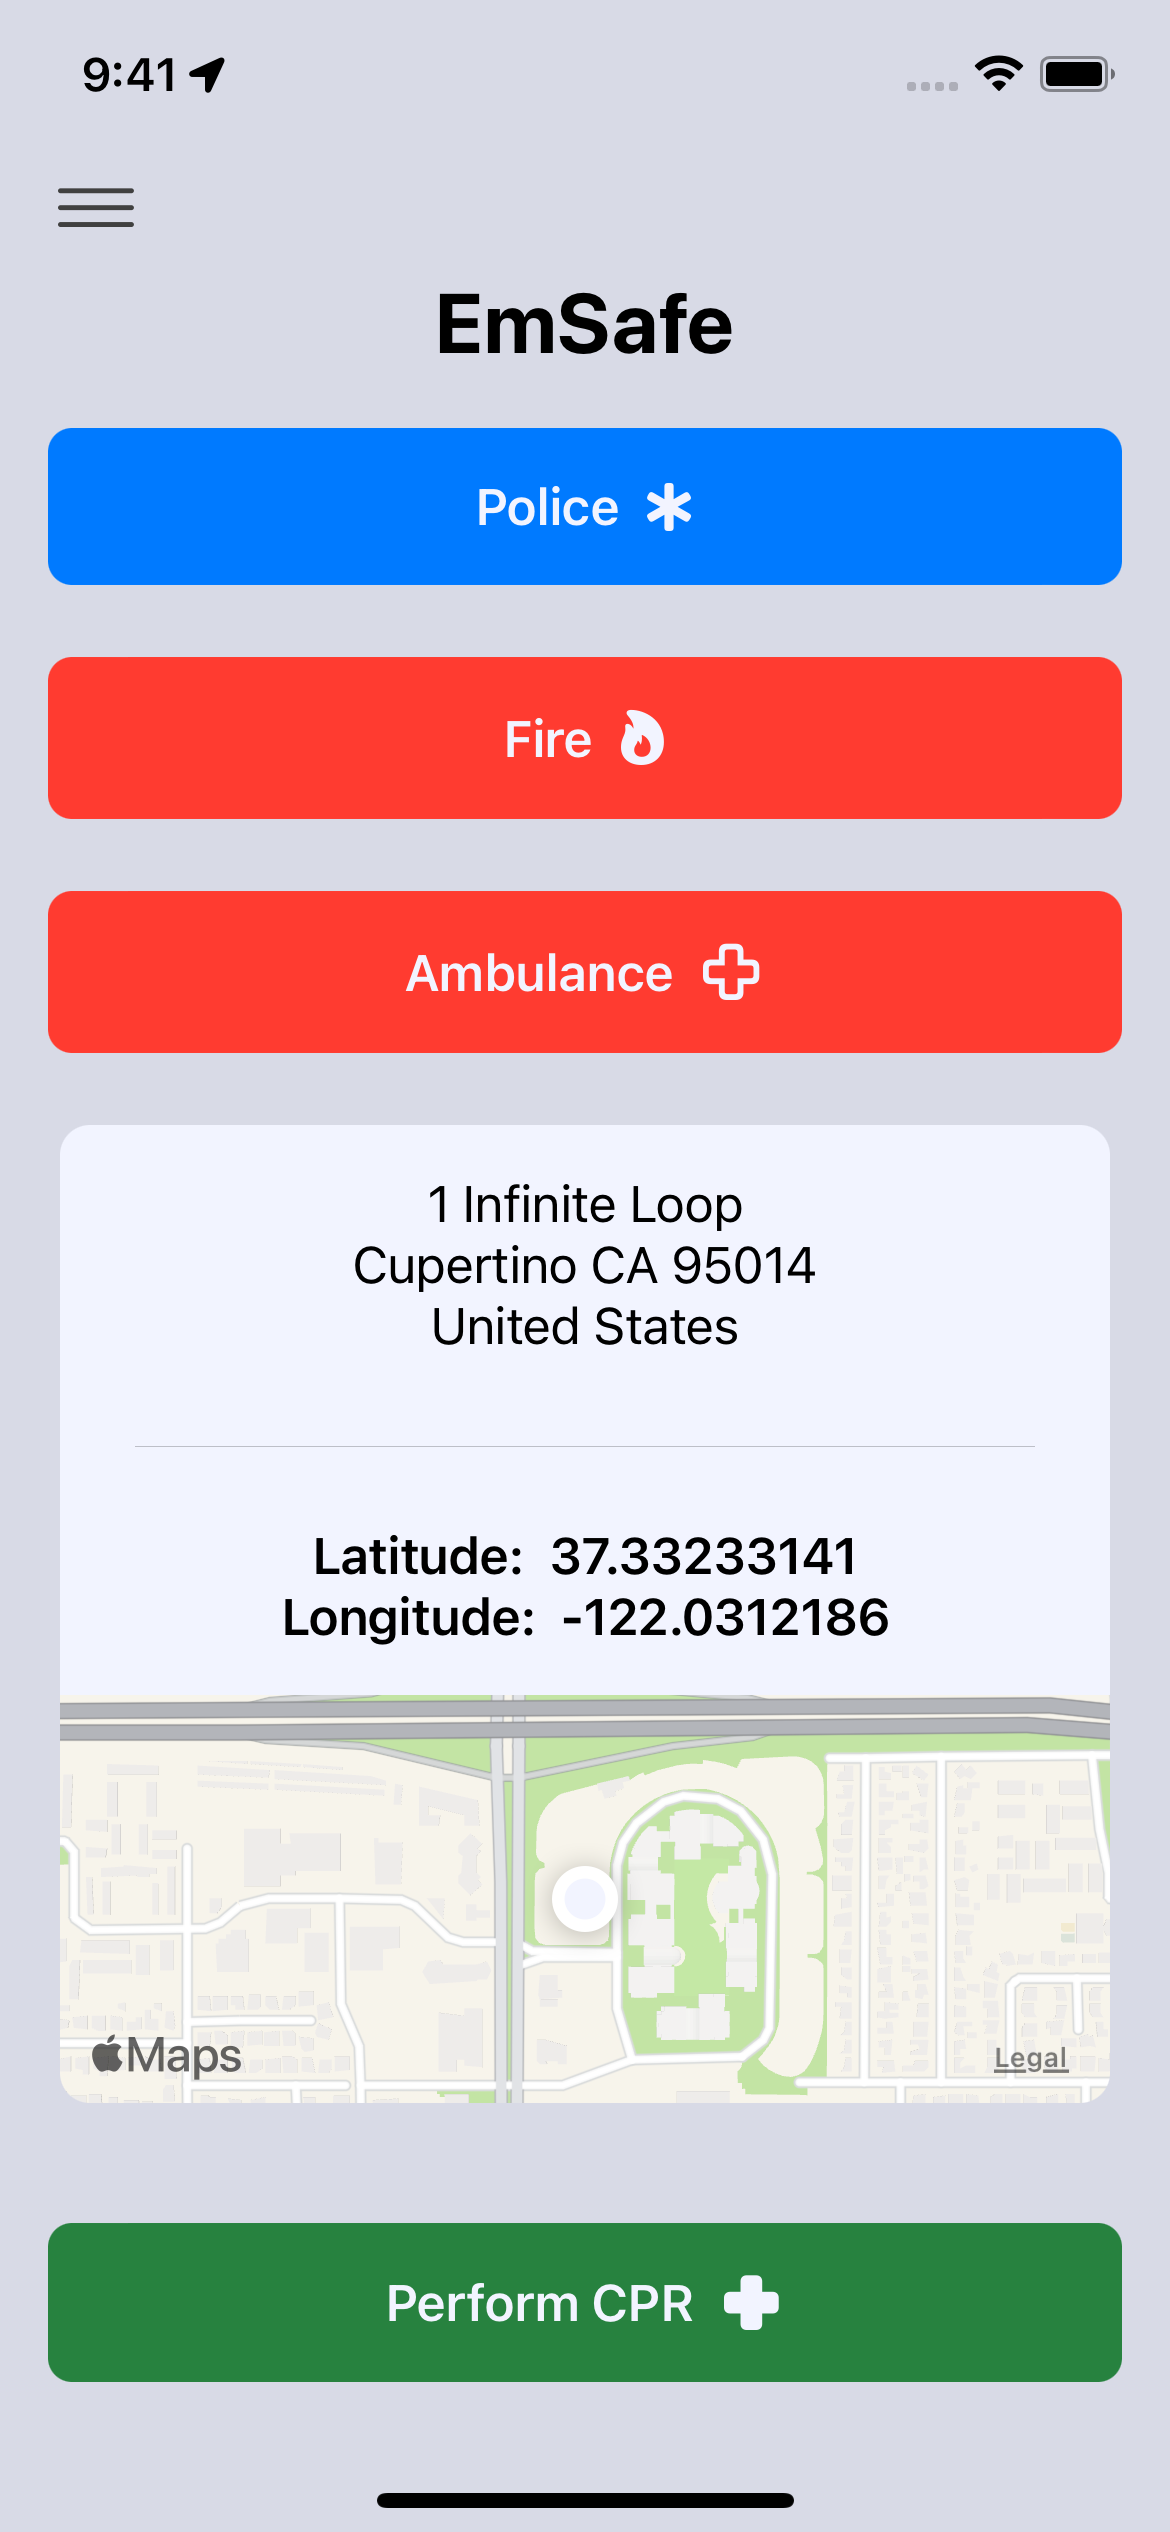 9:41
EmSafe
Police
Fire
Ambulance
1 Infinite Loop
Cupertino CA 95014
United States
Latitude: 37.33233141
Longitude: -122.0312186
Maps
Legal
Perform CPR